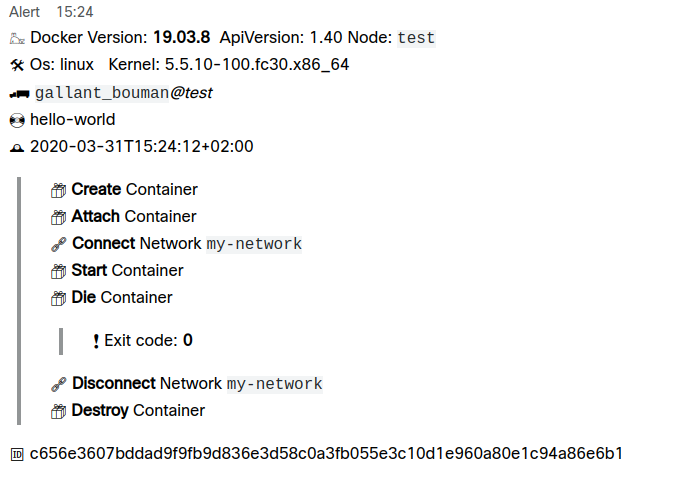 Alert 15:24
Docker Version: 19.03.8 ApiVersion: 1.40 Node: test
Os: linux Kernel: 5.5.10-100.fc30.x86_64
gallant_bouman@test
hello-world
2020-03-31T15:24:12+02:00
Create Container
Attach Container
Connect Network my-network
Start Container
Die Container
! Exit code: 0
Disconnect Network my-network
Destroy Container
ID c656e3607bddad9f9fb9d836e3d58c0a3fb055e3c10d1e960a80e1c94a86e6b1